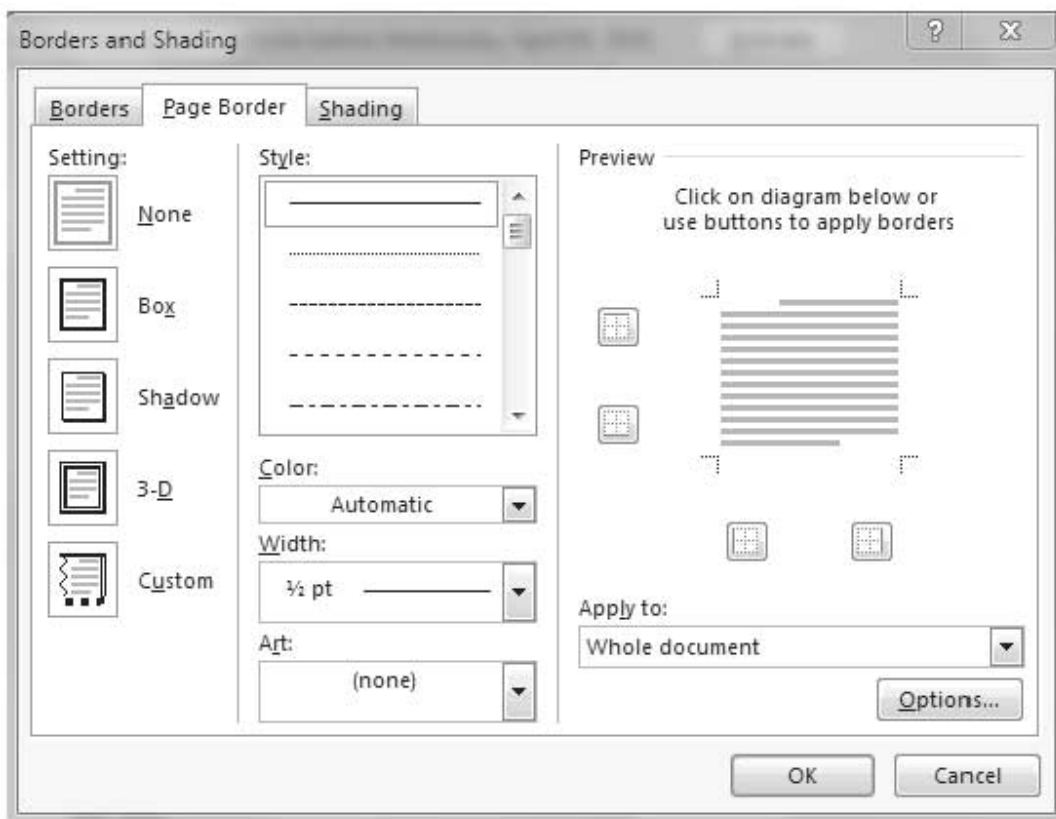 Borders and Shading
?
Borders
Page Border
Shading
Setting:
None
Box
Shadow
3-D
Custom
Style:
Color:
Automatic
Width:
½ pt
Art:
(none)
Preview
Click on diagram below or
use buttons to apply borders
Apply to:
Whole document
Options...
OK
Cancel